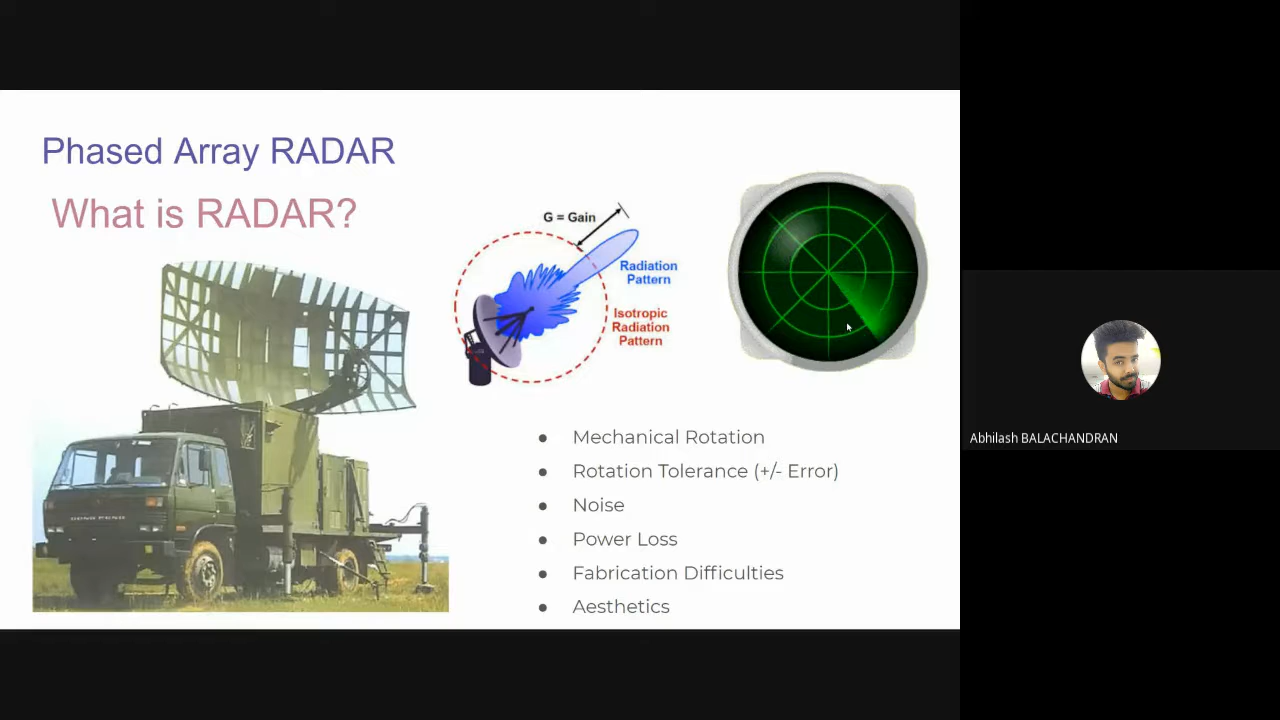 Phased Array RADAR
What is RADAR?
G = Gain
Radiation
Pattern
Isotropic
Radiation
Pattern
● Mechanical Rotation
● Rotation Tolerance (+/- Error)
● Noise
● Power Loss
● Fabrication Difficulties
● Aesthetics
Abhilash BALACHANDRAN